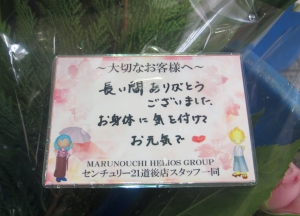 ～大切なお客様へ～
長い間 ありがとう
ございました。
お身体に 気を付けて
お元気で
MARUNOUCHI HELIOS GROUP
センチュリー21道後店スタッフ一同